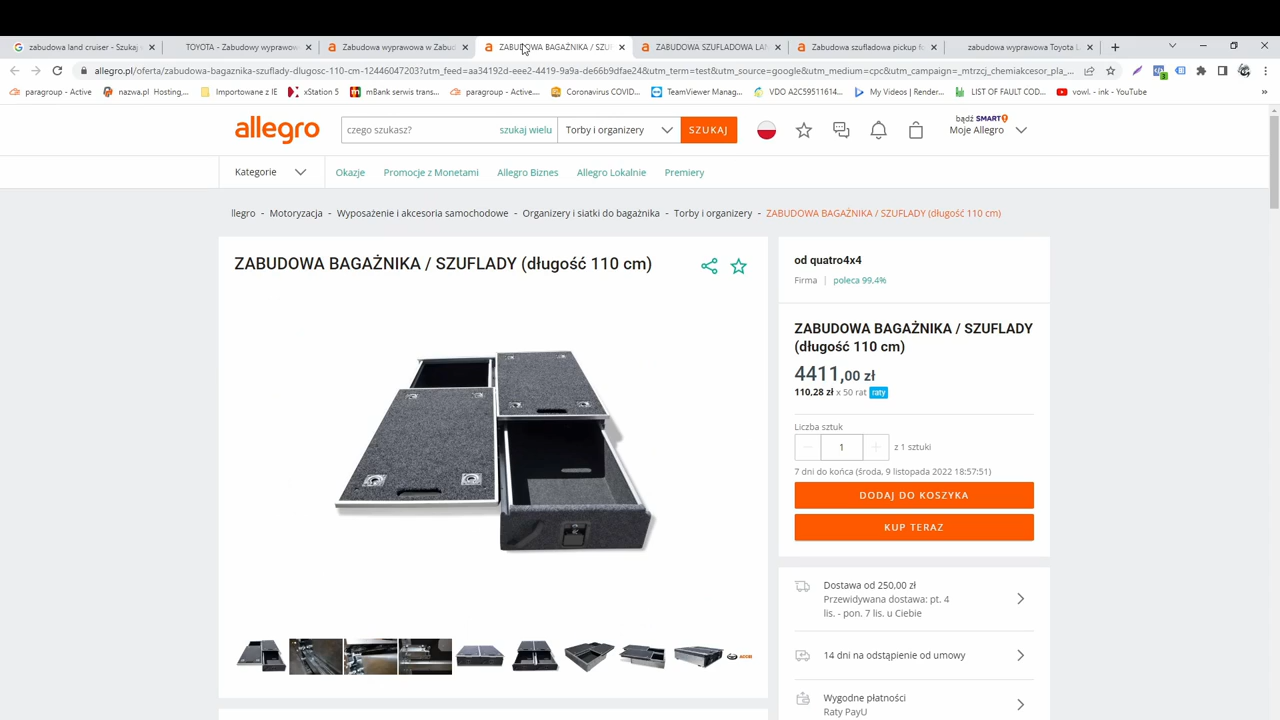 zabudowa land cruiser - Szukaj
TOYOTA - Zabudowy wyprawow
Zabudowa wyprawowa w Zabud
ZABUDOWA BAGAŻNIKA / SZU
ZABUDOWA SZUFLADOWA LAN
Zabudowa szufladowa pickup f
zabudowa wyprawowa Toyota L
allegro.pl/oferta/zabudowa-bagaznika-szuflady-dlugosc-110-cm-12446047203?utm_feed=aa34192d-eee2-4419-9a9a-de66b9dfae24&utm_term=test&utm_source=google&utm_medium=cpc&utm_campaign=_mtrzcj_chemiakcesor_pla_...
paragroup - Active
nazwa.pl Hosting,...
Importowane z IE
xStation 5
mBank serwis trans...
paragroup - Active....
Coronavirus COVID...
TeamViewer Manag...
VDO A2C59511614...
My Videos | Render...
LIST OF FAULT COD...
vowl. - ink - YouTube
»
allegro
czego szukasz?
szukaj wielu
Torby i organizery
SZUKAJ
bądź SMART!
Moje Allegro
Kategorie
Okazje
Promocje z Monetami
Allegro Biznes
Allegro Lokalnie
Premiery
llegro - Motoryzacja - Wyposażenie i akcesoria samochodowe - Organizery i siatki do bagażnika - Torby i organizery - ZABUDOWA BAGAŻNIKA / SZUFLADY (długość 110 cm)
ZABUDOWA BAGAŻNIKA / SZUFLADY (długość 110 cm)
od quatro4x4
Firma | poleca 99,4%
ZABUDOWA BAGAŻNIKA / SZUFLADY
(długość 110 cm)
4411,00 zł
110,28 zł x 50 rat raty
Liczba sztuk
1
z 1 sztuki
7 dni do końca (środa, 9 listopada 2022 18:57:51)
DODAJ DO KOSZYKA
KUP TERAZ
Dostawa od 250,00 zł
Przewidywana dostawa: pt. 4
lis. - pon. 7 lis. u Ciebie
14 dni na odstąpienie od umowy
Wygodne płatności
Raty PayU